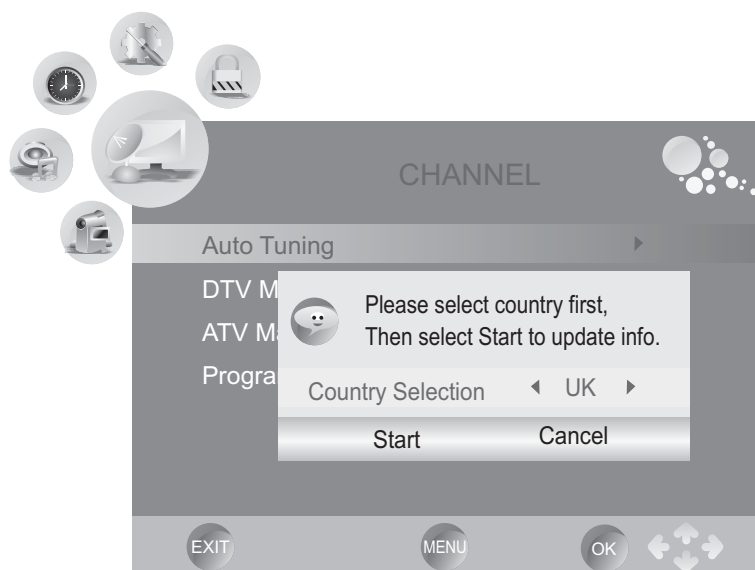 CHANNEL
Auto Tuning
DTV M
ATV Ma
Progra
Please select country first,
Then select Start to update info.
Country Selection UK
Start Cancel
EXIT MENU OK